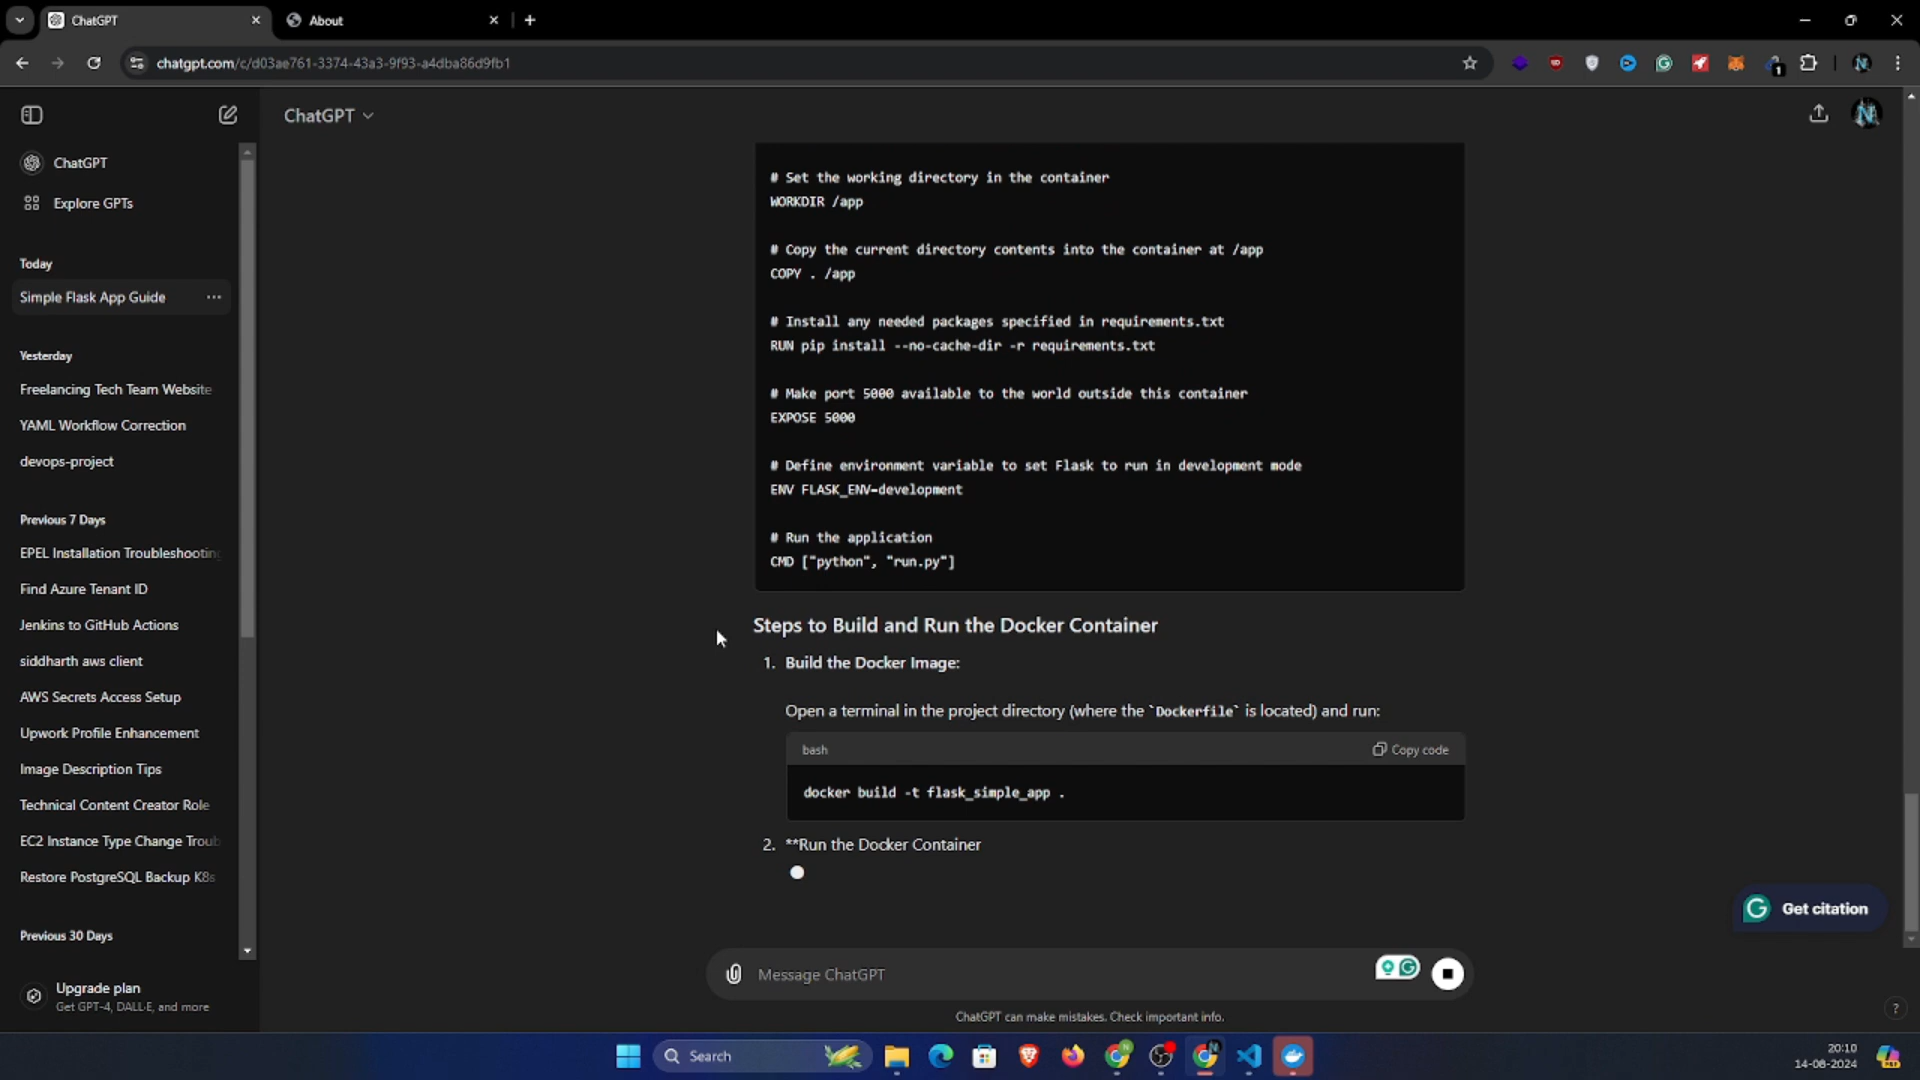 ChatGPT
About
chatgpt.com/c/d03ae761-3374-43a3-9f93-a4dba86d9fb1
1
ChatGPT
ChatGPT
Explore GPTs
Today
Simple Flask App Guide
Yesterday
Freelancing Tech Team Website
YAML Workflow Correction
devops-project
Previous 7 Days
EPEL Installation Troubleshooting
Find Azure Tenant ID
Jenkins to GitHub Actions
siddharth aws client
AWS Secrets Access Setup
Upwork Profile Enhancement
Image Description Tips
Technical Content Creator Role
EC2 Instance Type Change Troub
Restore PostgreSQL Backup K8s
Previous 30 Days
Upgrade plan
Get GPT-4, DALL·E, and more
# Set the working directory in the container
WORKDIR /app
# Copy the current directory contents into the container at /app
COPY . /app
# Install any needed packages specified in requirements.txt
RUN pip install --no-cache-dir -r requirements.txt
# Make port 5000 available to the world outside this container
EXPOSE 5000
# Define environment variable to set Flask to run in development mode
ENV FLASK_ENV=development
# Run the application
CMD ["python", "run.py"]
Steps to Build and Run the Docker Container
1. Build the Docker Image:
Open a terminal in the project directory (where the `Dockerfile` is located) and run:
bash
Copy code
docker build -t flask_simple_app .
2. **Run the Docker Container
Get citation
Message ChatGPT
ChatGPT can make mistakes. Check important info.
?
Search
20:10
14-08-2024